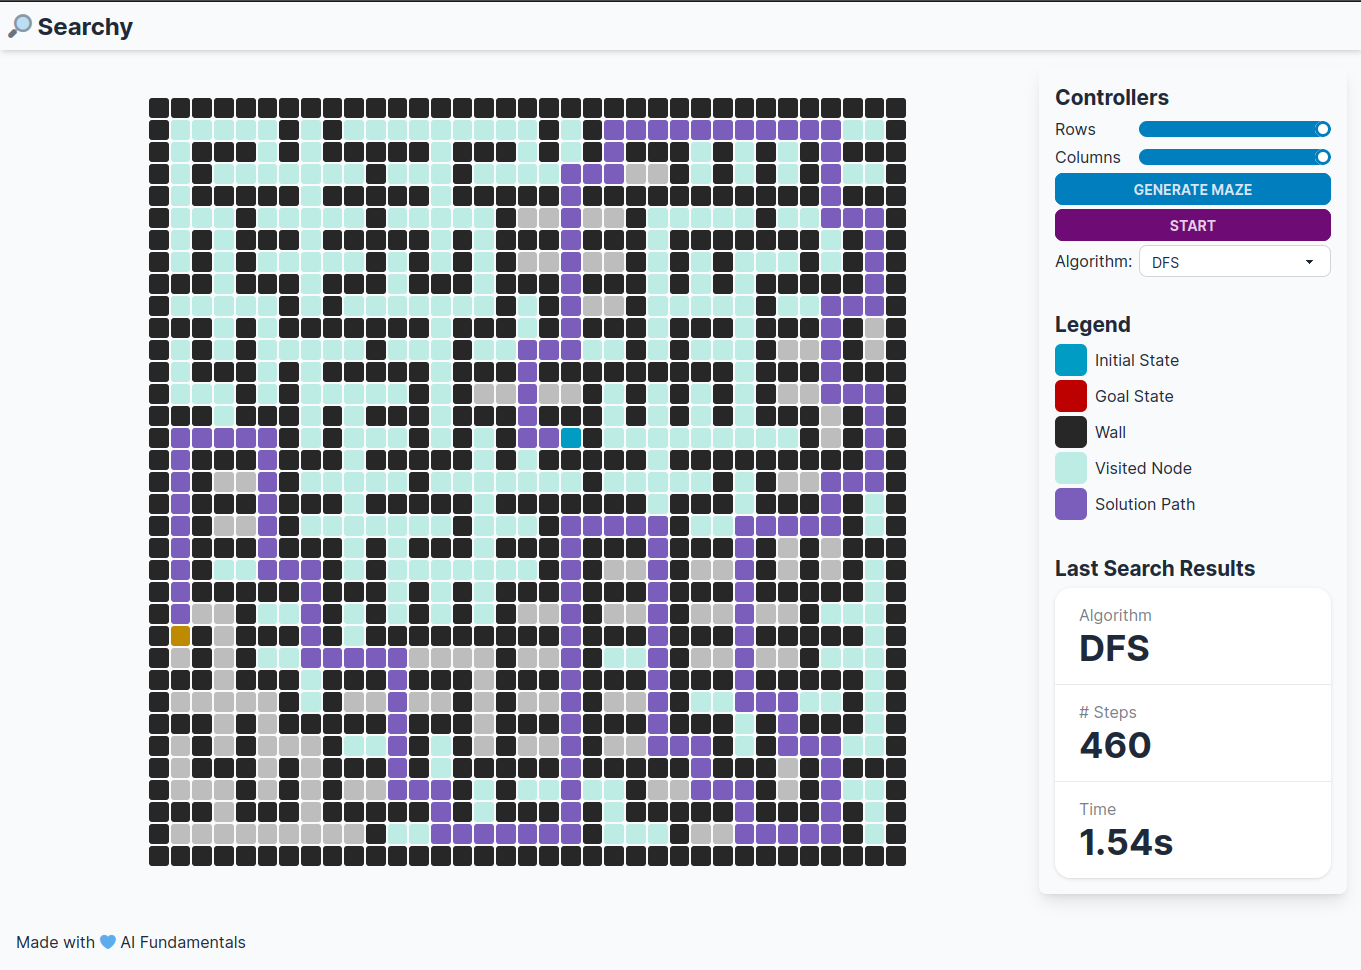 Searchy
Controllers
Rows
Columns
GENERATE MAZE
START
Algorithm: DFS
Legend
Initial State
Goal State
Wall
Visited Node
Solution Path
Last Search Results
Algorithm
DFS
# Steps
460
Time
1.54s
Made with 💙 AI Fundamentals